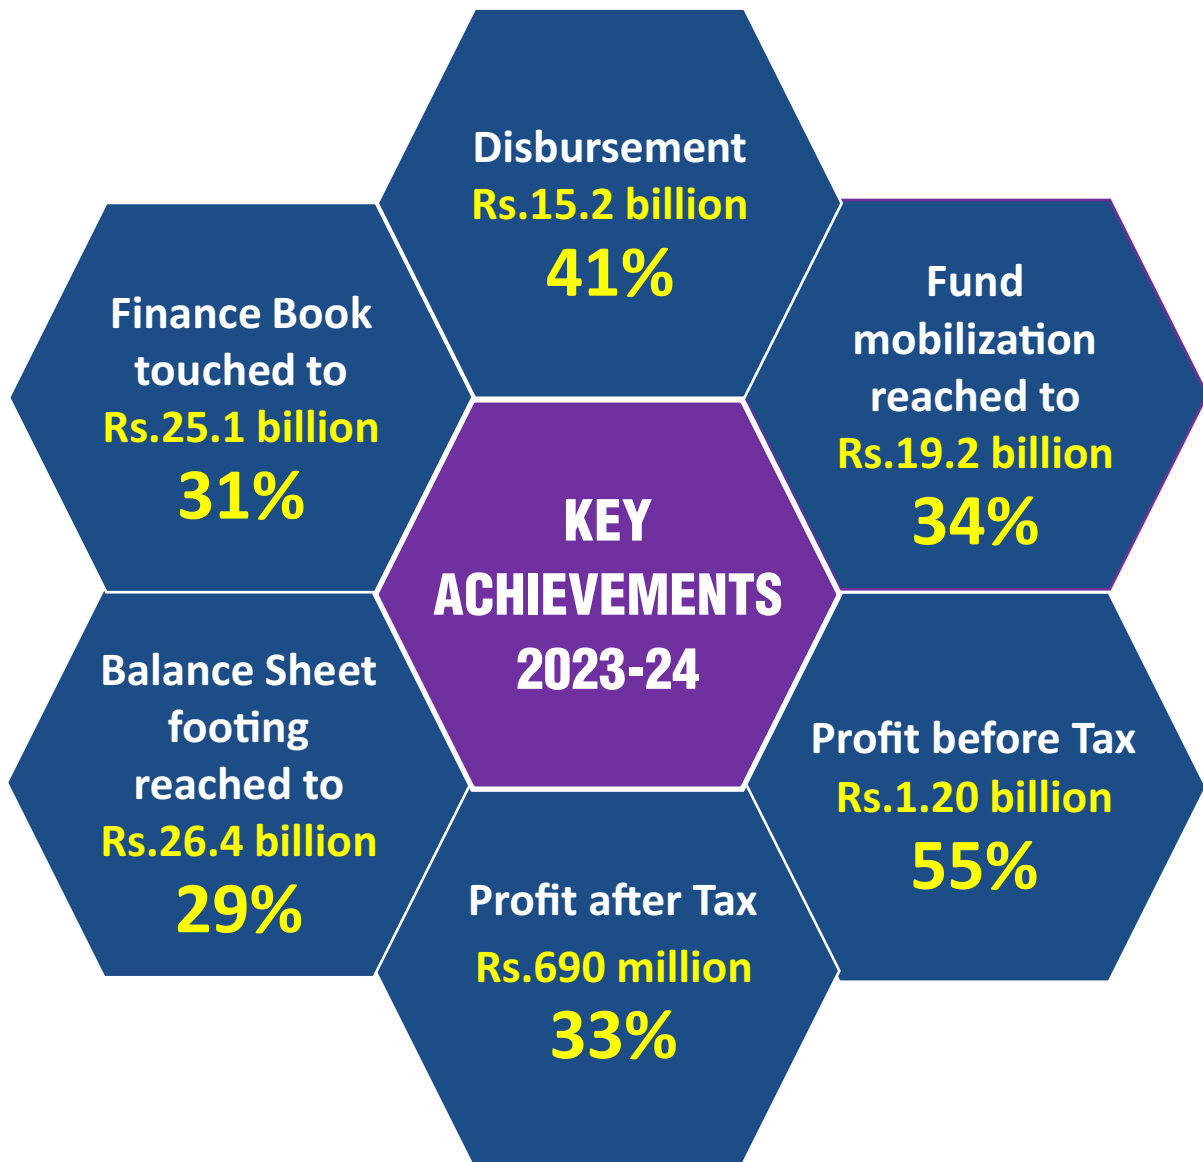 Disbursement
Rs.15.2 billion
41%
Fund
mobilization
reached to
Rs.19.2 billion
34%
Finance Book
touched to
Rs.25.1 billion
31%
KEY
ACHIEVEMENTS
2023-24
Balance Sheet
footing
reached to
Rs.26.4 billion
29%
Profit before Tax
Rs.1.20 billion
55%
Profit after Tax
Rs.690 million
33%